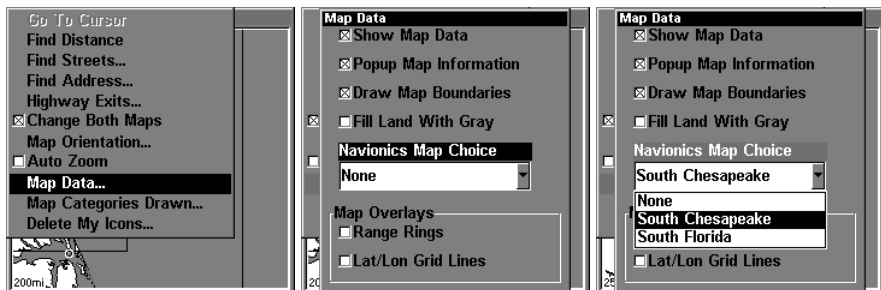 Go To Cursor
Find Distance
Find Streets...
Find Address...
Highway Exits...
Change Both Maps
Map Orientation...
Auto Zoom
Map Data...
Map Categories Drawn...
Delete My Icons...
200mi
Map Data
Show Map Data
Popup Map Information
Draw Map Boundaries
Fill Land With Gray
Navionics Map Choice
None
Map Overlays
Range Rings
Lat/Lon Grid Lines
20
Map Data
Show Map Data
Popup Map Information
Draw Map Boundaries
Fill Land With Gray
Navionics Map Choice
South Chesapeake
None
South Chesapeake
South Florida
Lat/Lon Grid Lines